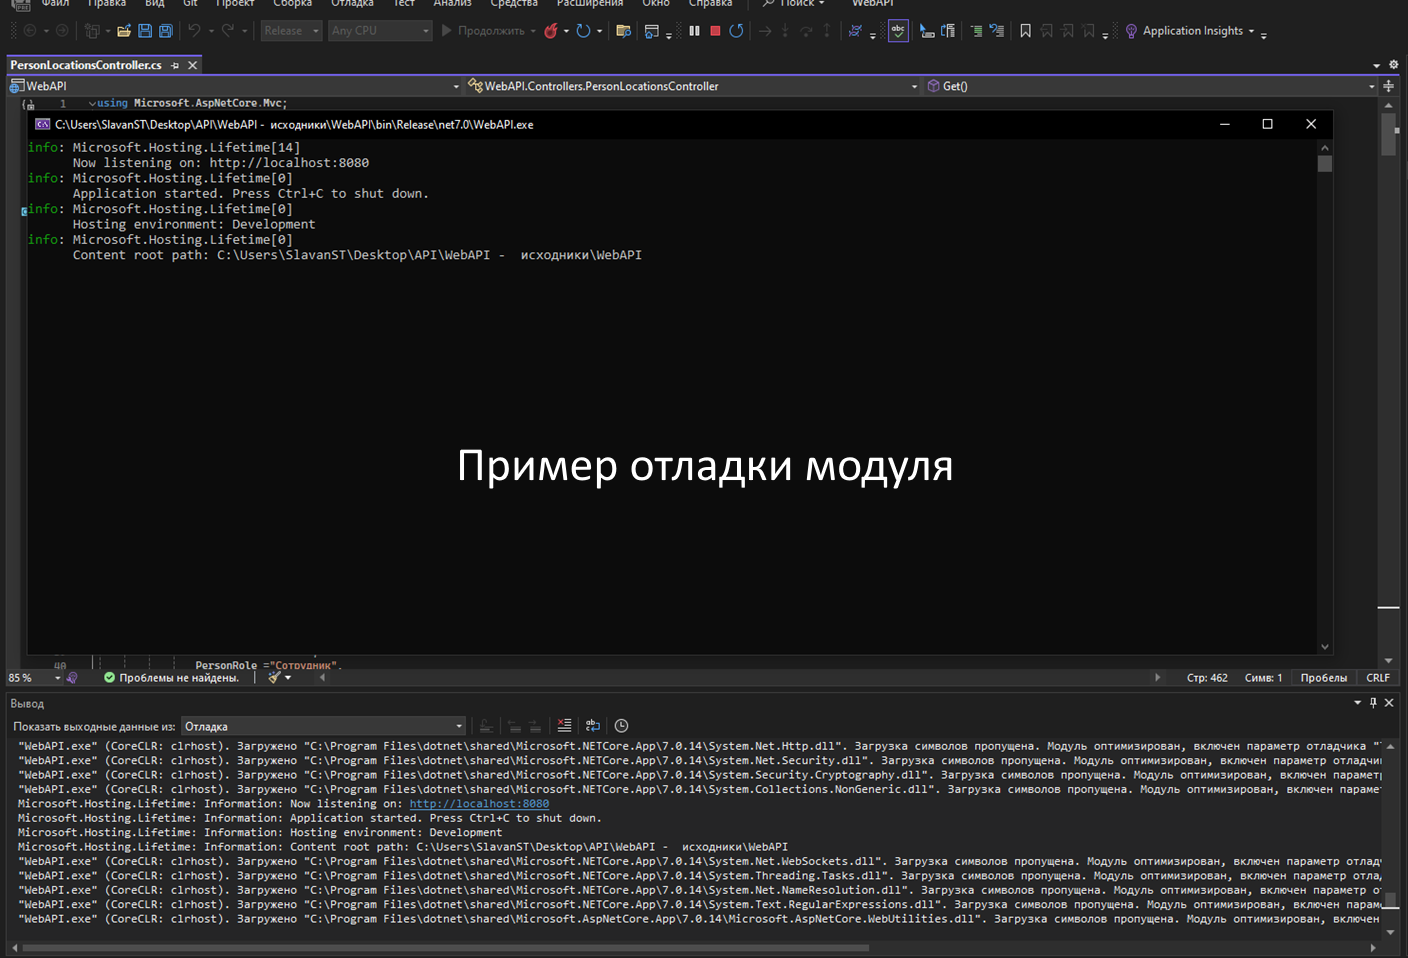 Файл Правка Вид Git Проект Сборка Отладка Тест Анализ Средства Расширения Окно Справка Поиск WebAPI
Release Any CPU Продолжить Application Insights
PersonLocationsController.cs
WebAPI WebAPI.Controllers.PersonLocationsController Get()
1 using Microsoft.AspNetCore.Mvc;
C:\Users\SlavanST\Desktop\API\WebAPI - исходники\WebAPI\bin\Release\net7.0\WebAPI.exe
info: Microsoft.Hosting.Lifetime[14]
Now listening on: http://localhost:8080
info: Microsoft.Hosting.Lifetime[0]
Application started. Press Ctrl+C to shut down.
info: Microsoft.Hosting.Lifetime[0]
Hosting environment: Development
info: Microsoft.Hosting.Lifetime[0]
Content root path: C:\Users\SlavanST\Desktop\API\WebAPI - исходники\WebAPI
Пример отладки модуля
40 PersonRole ="Сотрудник",
85 % Проблемы не найдены. Стр: 462 Симв: 1 Пробелы CRLF
Вывод
Показать выходные данные из: Отладка
"WebAPI.exe" (CoreCLR: clrhost). Загружено "C:\Program Files\dotnet\shared\Microsoft.NETCore.App\7.0.14\System.Net.Http.dll". Загрузка символов пропущена. Модуль оптимизирован, включен параметр отладчика "
"WebAPI.exe" (CoreCLR: clrhost). Загружено "C:\Program Files\dotnet\shared\Microsoft.NETCore.App\7.0.14\System.Net.Security.dll". Загрузка символов пропущена. Модуль оптимизирован, включен параметр
"WebAPI.exe" (CoreCLR: clrhost). Загружено "C:\Program Files\dotnet\shared\Microsoft.NETCore.App\7.0.14\System.Security.Cryptography.dll". Загрузка символов пропущена. Модуль оптимизирован, включен
"WebAPI.exe" (CoreCLR: clrhost). Загружено "C:\Program Files\dotnet\shared\Microsoft.NETCore.App\7.0.14\System.Collections.NonGeneric.dll". Загрузка символов пропущена. Модуль оптимизирован, включен
Microsoft.Hosting.Lifetime: Information: Now listening on: http://localhost:8080
Microsoft.Hosting.Lifetime: Information: Application started. Press Ctrl+C to shut down.
Microsoft.Hosting.Lifetime: Information: Hosting environment: Development
Microsoft.Hosting.Lifetime: Information: Content root path: C:\Users\SlavanST\Desktop\API\WebAPI - исходники\WebAPI
"WebAPI.exe" (CoreCLR: clrhost). Загружено "C:\Program Files\dotnet\shared\Microsoft.NETCore.App\7.0.14\System.Net.WebSockets.dll". Загрузка символов пропущена. Модуль оптимизирован, включен параметр
"WebAPI.exe" (CoreCLR: clrhost). Загружено "C:\Program Files\dotnet\shared\Microsoft.NETCore.App\7.0.14\System.Threading.Tasks.dll". Загрузка символов пропущена. Модуль оптимизирован, включен параметр
"WebAPI.exe" (CoreCLR: clrhost). Загружено "C:\Program Files\dotnet\shared\Microsoft.NETCore.App\7.0.14\System.Net.NameResolution.dll". Загрузка символов пропущена. Модуль оптимизирован, включен параметр
"WebAPI.exe" (CoreCLR: clrhost). Загружено "C:\Program Files\dotnet\shared\Microsoft.NETCore.App\7.0.14\System.Text.RegularExpressions.dll". Загрузка символов пропущена. Модуль оптимизирован, включен
"WebAPI.exe" (CoreCLR: clrhost). Загружено "C:\Program Files\dotnet\shared\Microsoft.AspNetCore.App\7.0.14\Microsoft.AspNetCore.WebUtilities.dll". Загрузка символов пропущена. Модуль оптимизирован, включен